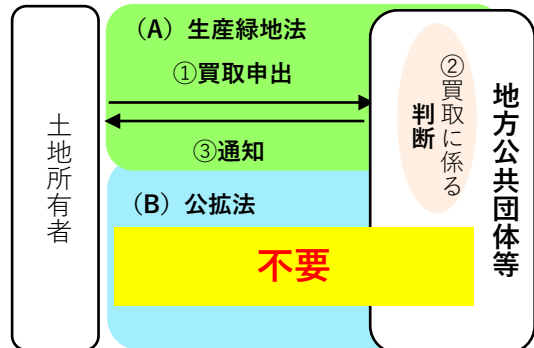 （A）生産緑地法
①買取申出
③通知
②買取に係る
判断
土地所有者
地方公共団体等
（B）公拡法
不要